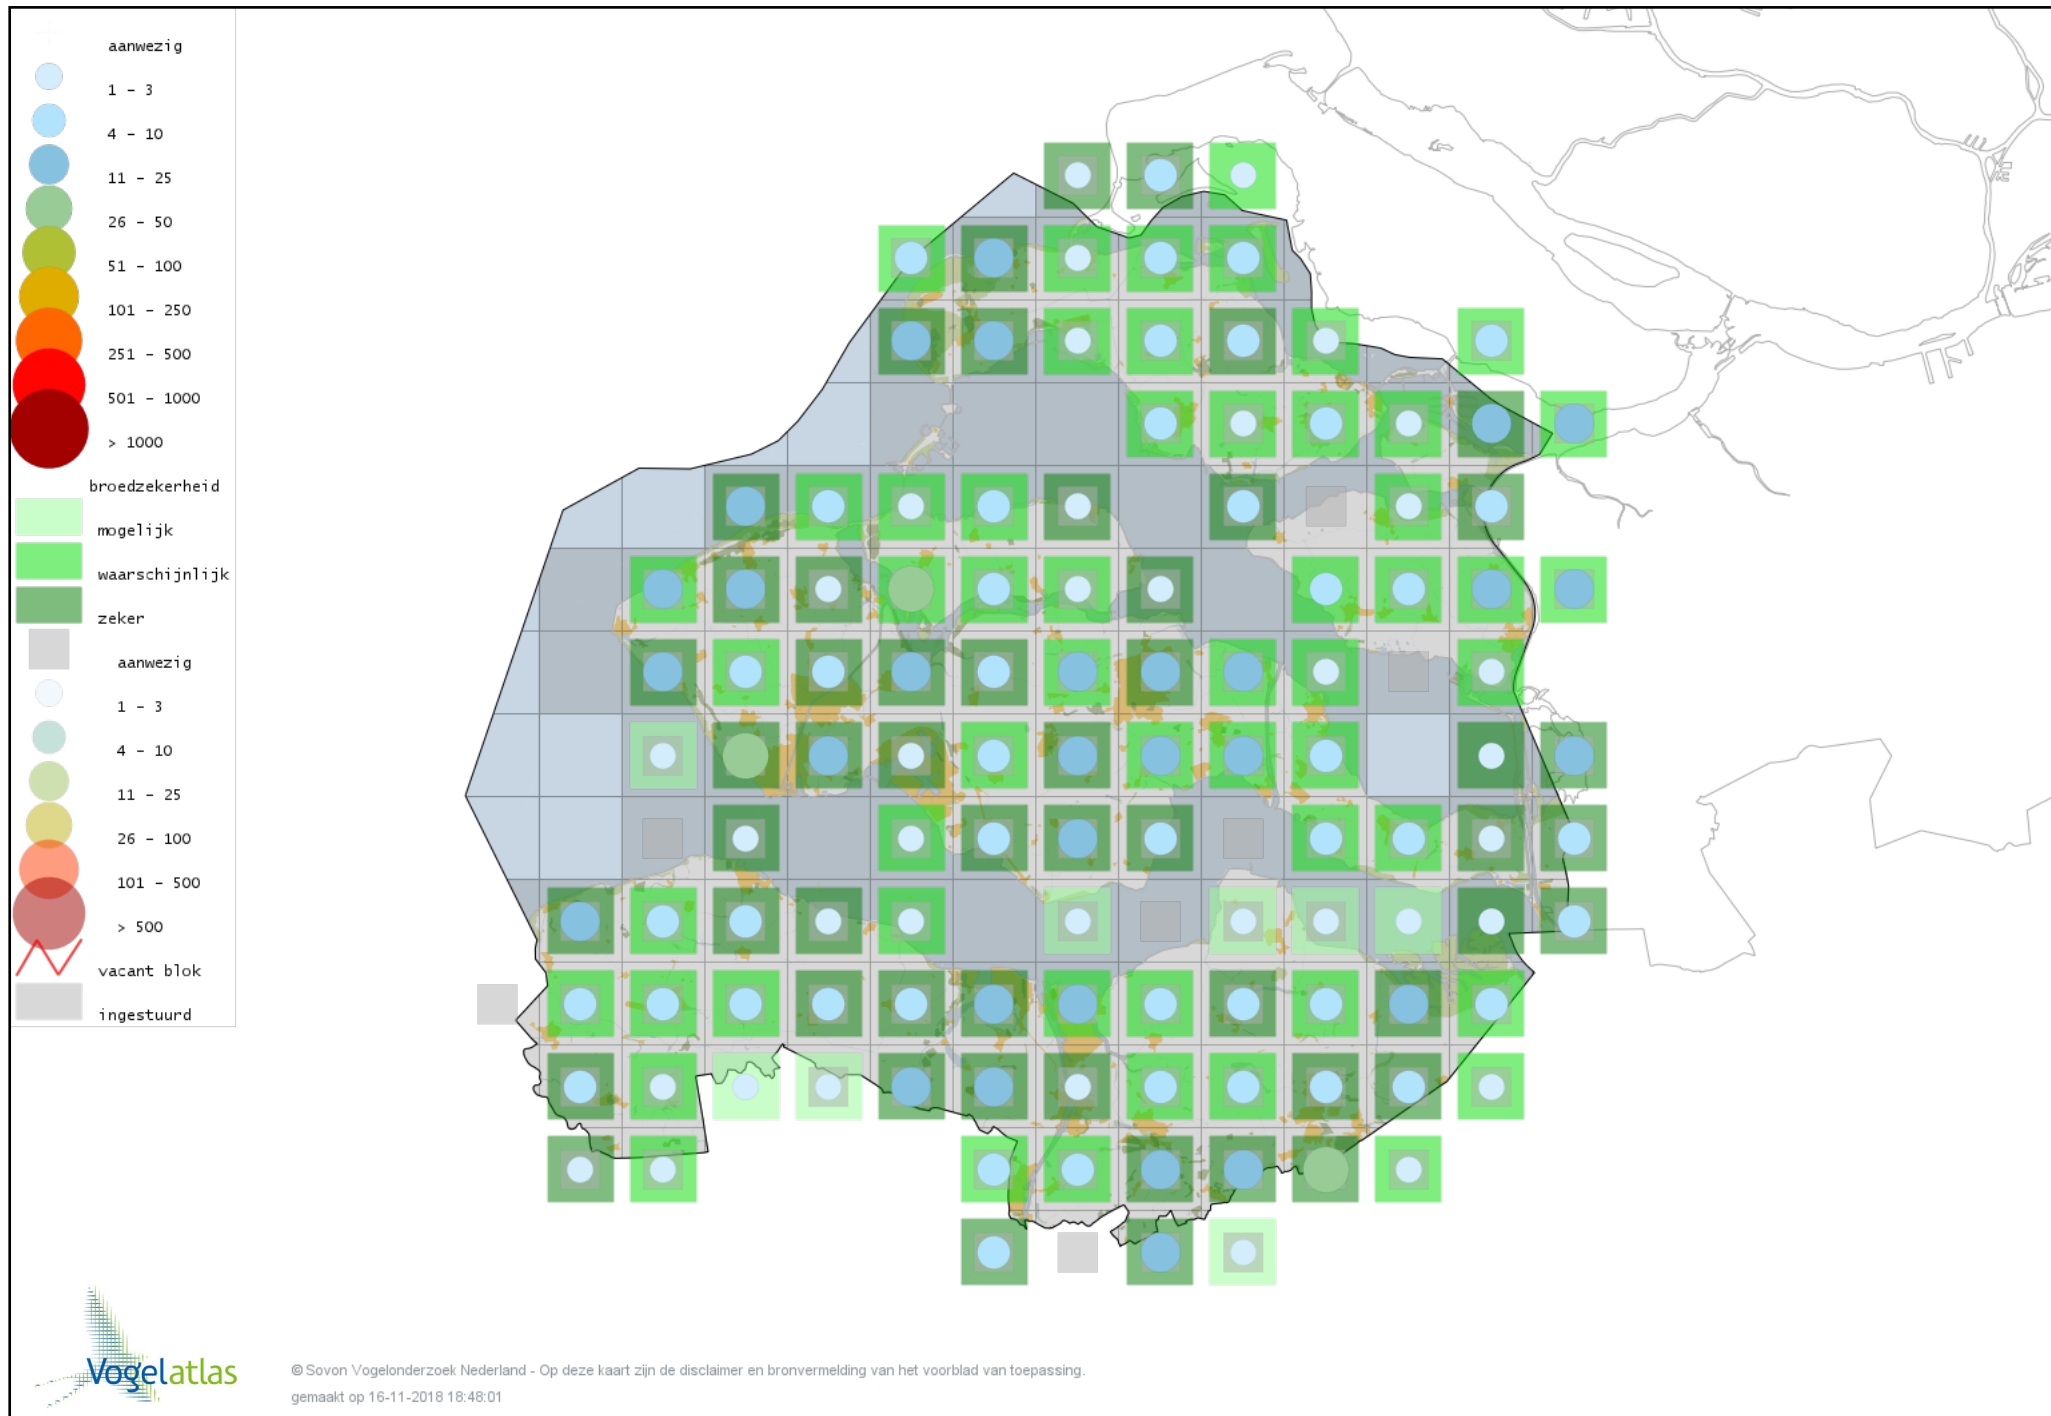 aanwezig
1 - 3
4 - 10
11 - 25
26 - 50
51 - 100
101 - 250
251 - 500
501 - 1000
> 1000
broedzekerheid
mogelijk
waarschijnlijk
zeker
aanwezig
1 - 3
4 - 10
11 - 25
26 - 100
101 - 500
> 500
vacant blok
ingestuurd
Vogelatlas
© Sovon Vogelonderzoek Nederland - Op deze kaart zijn de disclaimer en bronvermelding van het voorblad van toepassing.
gemaakt op 16-11-2018 18:48:01